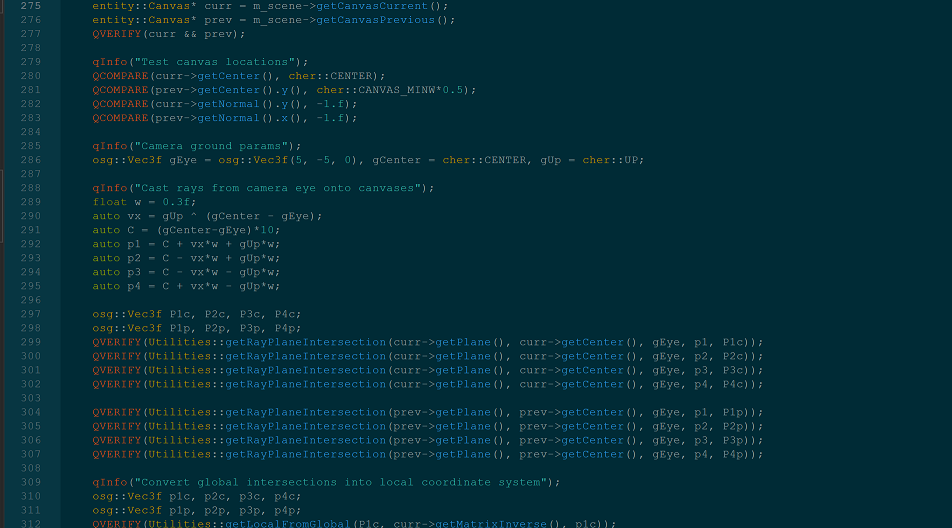 275 entity::Canvas* curr = m_scene->getCanvasCurrent();
276 entity::Canvas* prev = m_scene->getCanvasPrevious();
277 QVERIFY(curr && prev);
278
279 qInfo("Test canvas locations");
280 QCOMPARE(curr->getCenter(), cher::CENTER);
281 QCOMPARE(prev->getCenter().y(), cher::CANVAS_MINW*0.5);
282 QCOMPARE(curr->getNormal().y(), -1.f);
283 QCOMPARE(prev->getNormal().x(), -1.f);
284
285 qInfo("Camera ground params");
286 osg::Vec3f gEye = osg::Vec3f(5, -5, 0), gCenter = cher::CENTER, gUp = cher::UP;
287
288 qInfo("Cast rays from camera eye onto canvases");
289 float w = 0.3f;
290 auto vx = gUp ^ (gCenter - gEye);
291 auto C = (gCenter-gEye)*10;
292 auto p1 = C + vx*w + gUp*w;
293 auto p2 = C - vx*w + gUp*w;
294 auto p3 = C - vx*w - gUp*w;
295 auto p4 = C + vx*w - gUp*w;
296
297 osg::Vec3f P1c, P2c, P3c, P4c;
298 osg::Vec3f P1p, P2p, P3p, P4p;
299 QVERIFY(Utilities::getRayPlaneIntersection(curr->getPlane(), curr->getCenter(), gEye, p1, P1c));
300 QVERIFY(Utilities::getRayPlaneIntersection(curr->getPlane(), curr->getCenter(), gEye, p2, P2c));
301 QVERIFY(Utilities::getRayPlaneIntersection(curr->getPlane(), curr->getCenter(), gEye, p3, P3c));
302 QVERIFY(Utilities::getRayPlaneIntersection(curr->getPlane(), curr->getCenter(), gEye, p4, P4c));
303
304 QVERIFY(Utilities::getRayPlaneIntersection(prev->getPlane(), prev->getCenter(), gEye, p1, P1p));
305 QVERIFY(Utilities::getRayPlaneIntersection(prev->getPlane(), prev->getCenter(), gEye, p2, P2p));
306 QVERIFY(Utilities::getRayPlaneIntersection(prev->getPlane(), prev->getCenter(), gEye, p3, P3p));
307 QVERIFY(Utilities::getRayPlaneIntersection(prev->getPlane(), prev->getCenter(), gEye, p4, P4p));
308
309 qInfo("Convert global intersections into local coordinate system");
310 osg::Vec3f p1c, p2c, p3c, p4c;
311 osg::Vec3f p1p, p2p, p3p, p4p;
312 QVERIFY(Utilities::getLocalFromGlobal(P1c, curr->getMatrixInverse(), p1c));